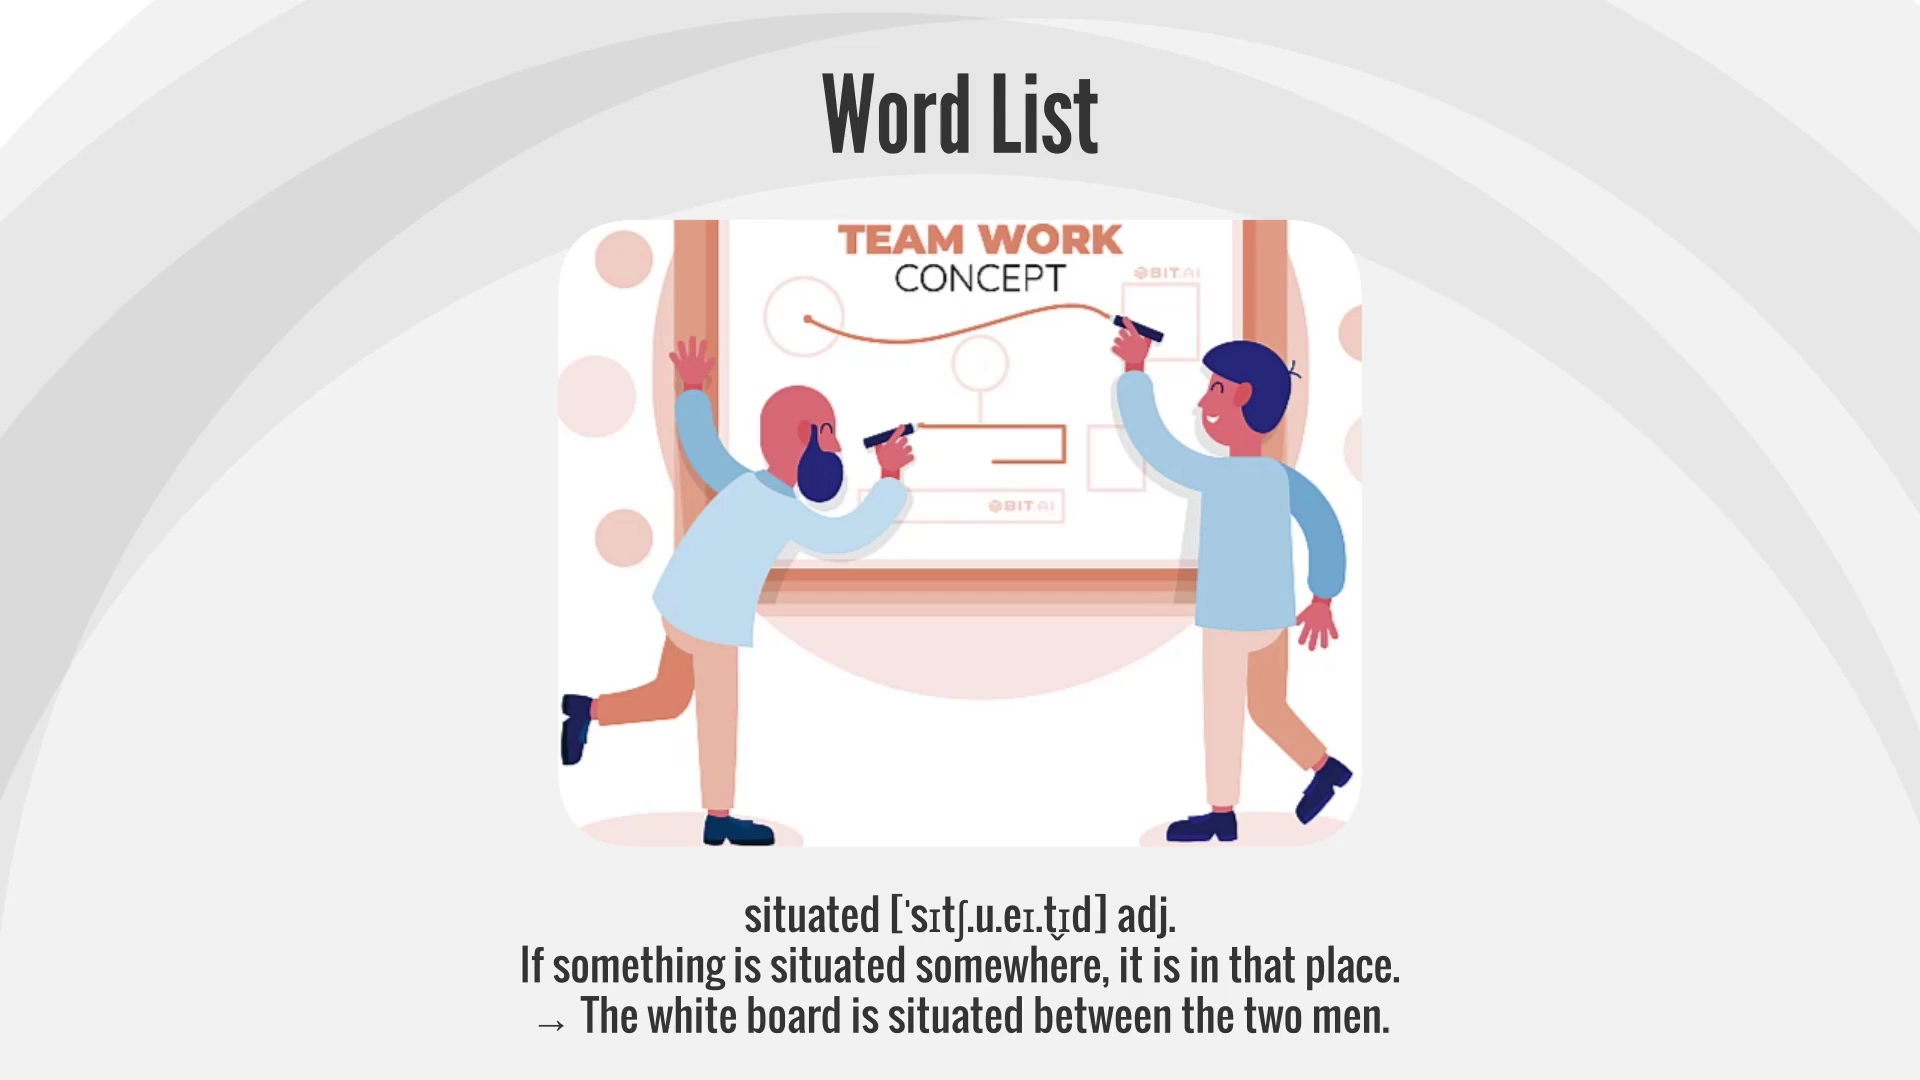 Word List
TEAM WORK
CONCEPT
BIT.AI
BIT.AI
situated [ˈsɪtʃ.u.eɪ.t̬ɪd] adj.
If something is situated somewhere, it is in that place.
→ The white board is situated between the two men.